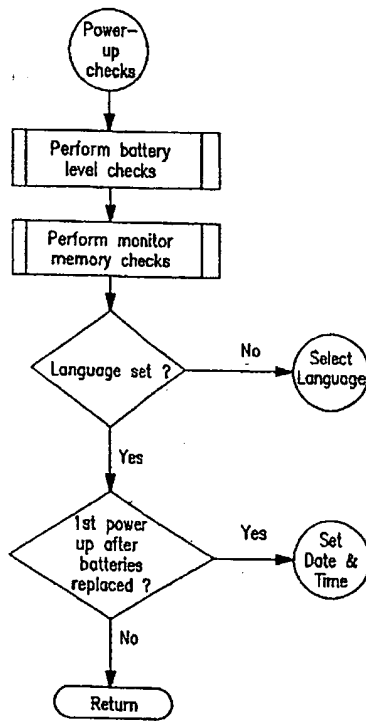 Power-
up
checks
Perform battery
level checks
Perform monitor
memory checks
Language set ?
No
Select
Language
Yes
1st power
up after
batteries
replaced ?
Yes
Set
Date &
Time
No
Return